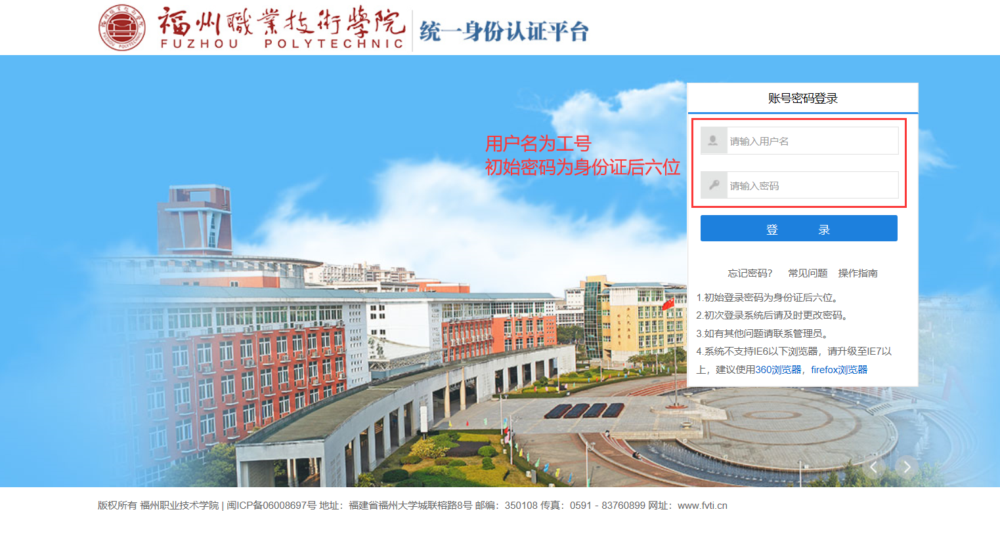 福州職業技術學院
FUZHOU POLYTECHNIC
统一身份认证平台
账号密码登录
用户名为工号
初始密码为身份证后六位
请输入用户名
请输入密码
登 录
忘记密码? 常见问题 操作指南
1.初始登录密码为身份证后六位。
2.初次登录系统后请及时更改密码。
3.如有其他问题请联系管理员。
4.系统不支持IE6以下浏览器，请升级至IE7以
上，建议使用360浏览器，firefox浏览器
版权所有 福州职业技术学院 | 闽ICP备06008697号 地址：福建省福州大学城联榕路8号 邮编：350108 传真：0591 - 83760899 网址：www.fvti.cn